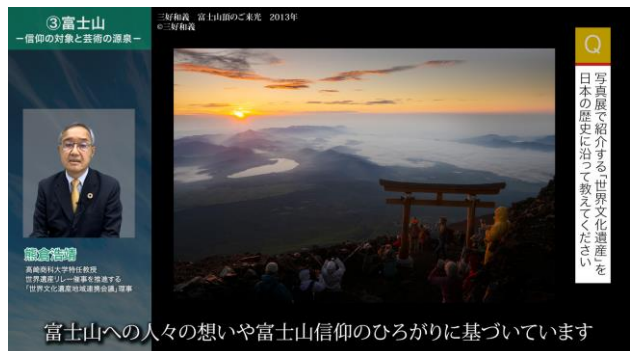 ③富士山
－信仰の対象と芸術の源泉－
三好和義　富士山頂のご来光　2013年
©三好和義
Q
写真展で紹介する「世界文化遺産」を
日本の歴史に沿って教えてください
熊倉浩靖
高崎商科大学特任教授
世界遺産リレー催事を推進する
「世界文化遺産地域連携会議」理事
富士山への人々の想いや富士山信仰のひろがりに基づいています